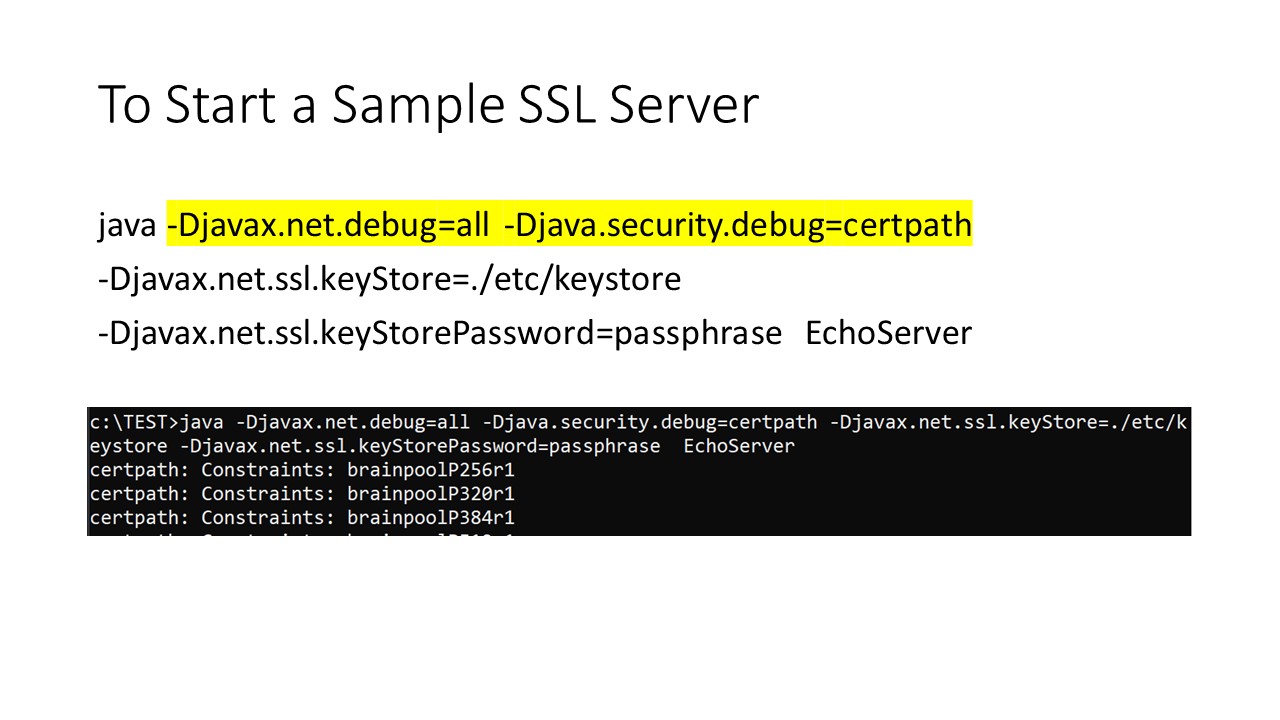 To Start a Sample SSL Server
java -Djavax.net.debug=all -Djava.security.debug=certpath
-Djavax.net.ssl.keyStore=./etc/keystore
-Djavax.net.ssl.keyStorePassword=passphrase EchoServer
c:\TEST>java -Djavax.net.debug=all -Djava.security.debug=certpath -Djavax.net.ssl.keyStore=./etc/k
eystore -Djavax.net.ssl.keyStorePassword=passphrase  EchoServer
certpath: Constraints: brainpoolP256r1
certpath: Constraints: brainpoolP320r1
certpath: Constraints: brainpoolP384r1